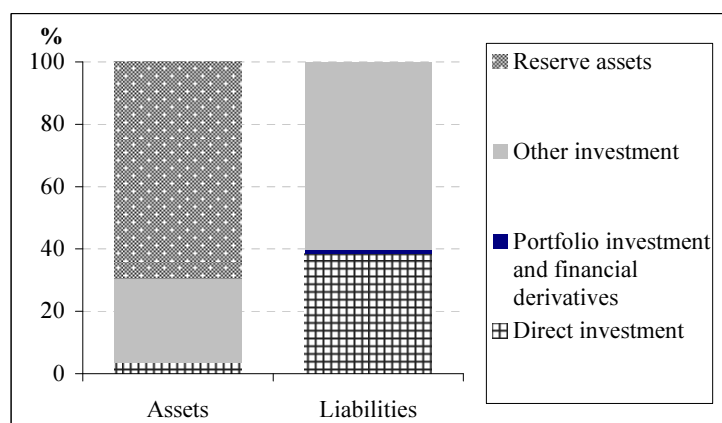 %
100
80
60
40
20
0
Assets
Liabilities
Reserve assets
Other investment
Portfolio investment
and financial
derivatives
Direct investment